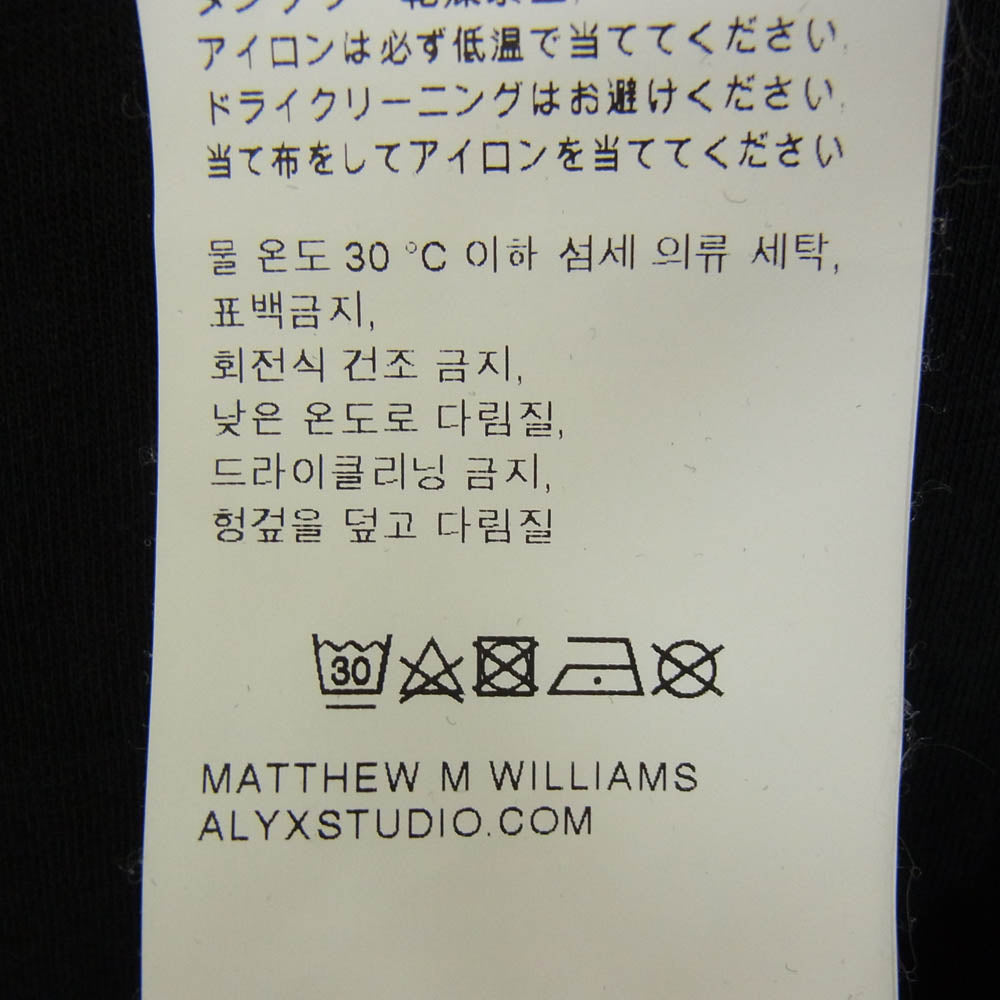 アイロンは必ず低温で当ててください,
ドライクリーニングはお避けください,
当て布をしてアイロンを当ててください
물 온도 30 °C 이하 섬세 의류 세탁,
표백금지,
회전식 건조 금지,
낮은 온도로 다림질,
드라이클리닝 금지,
헝겊을 덮고 다림질
30
MATTHEW M WILLIAMS
ALYXSTUDIO.COM